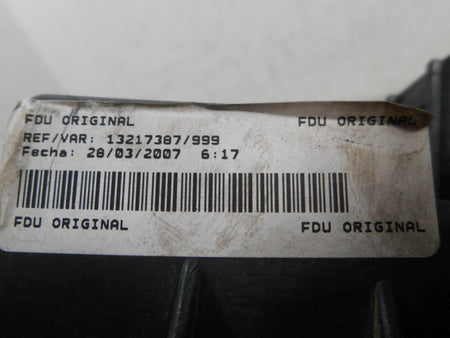 FDU ORIGINAL FDU ORIGINAL
REF/VAR: 13217387/999
Fecha: 28/03/2007 6:17
FDU ORIGINAL FDU ORIGINAL